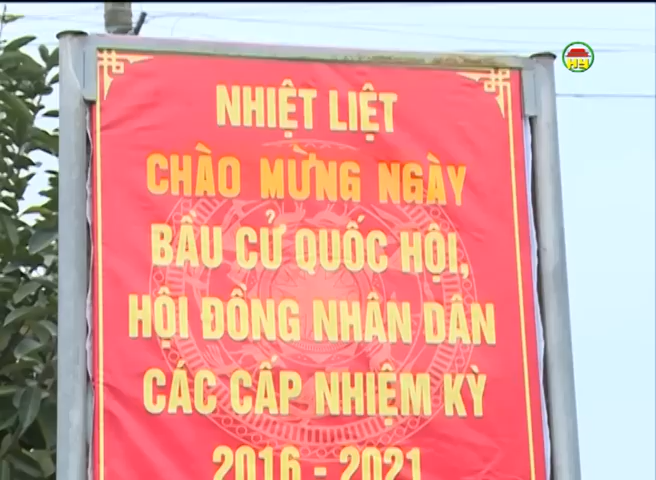 NHIỆT LIỆT
CHÀO MỪNG NGÀY
BẦU CỬ QUỐC HỘI,
HỘI ĐỒNG NHÂN DÂN
CÁC CẤP NHIỆM KỲ
2016 - 2021
HY